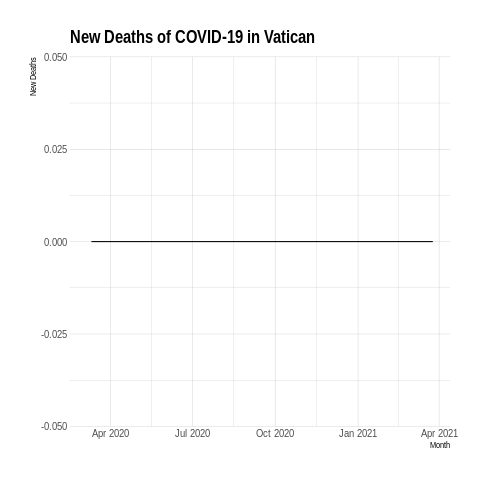 New Deaths of COVID-19 in Vatican
New Deaths
0.050
0.025
0.000
-0.025
-0.050
Apr 2020 Jul 2020 Oct 2020 Jan 2021 Apr 2021
Month